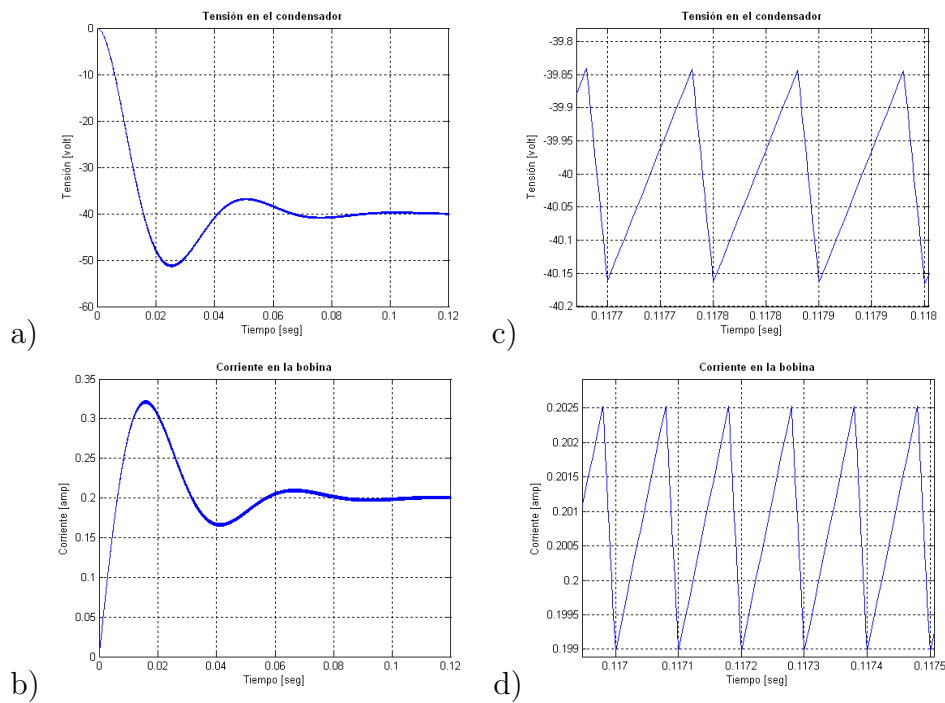 Tensión en el condensador
0
-10
-20
-30
-40
-50
-60
Tensión [volt]
0 0.02 0.04 0.06 0.08 0.1 0.12
Tiempo [seg]
a)
Tensión en el condensador
-39.8
-39.85
-39.9
-39.95
-40
-40.05
-40.1
-40.15
-40.2
Tensión [volt]
0.1177 0.1177 0.1178 0.1178 0.1179 0.1179 0.118
Tiempo [seg]
c)
Corriente en la bobina
0.35
0.3
0.25
0.2
0.15
0.1
0.05
0
Corriente [amp]
0 0.02 0.04 0.06 0.08 0.1 0.12
Tiempo [seg]
b)
Corriente en la bobina
0.2025
0.202
0.2015
0.201
0.2005
0.2
0.1995
0.199
Corriente [amp]
0.117 0.1171 0.1172 0.1173 0.1174 0.1175
Tiempo [seg]
d)